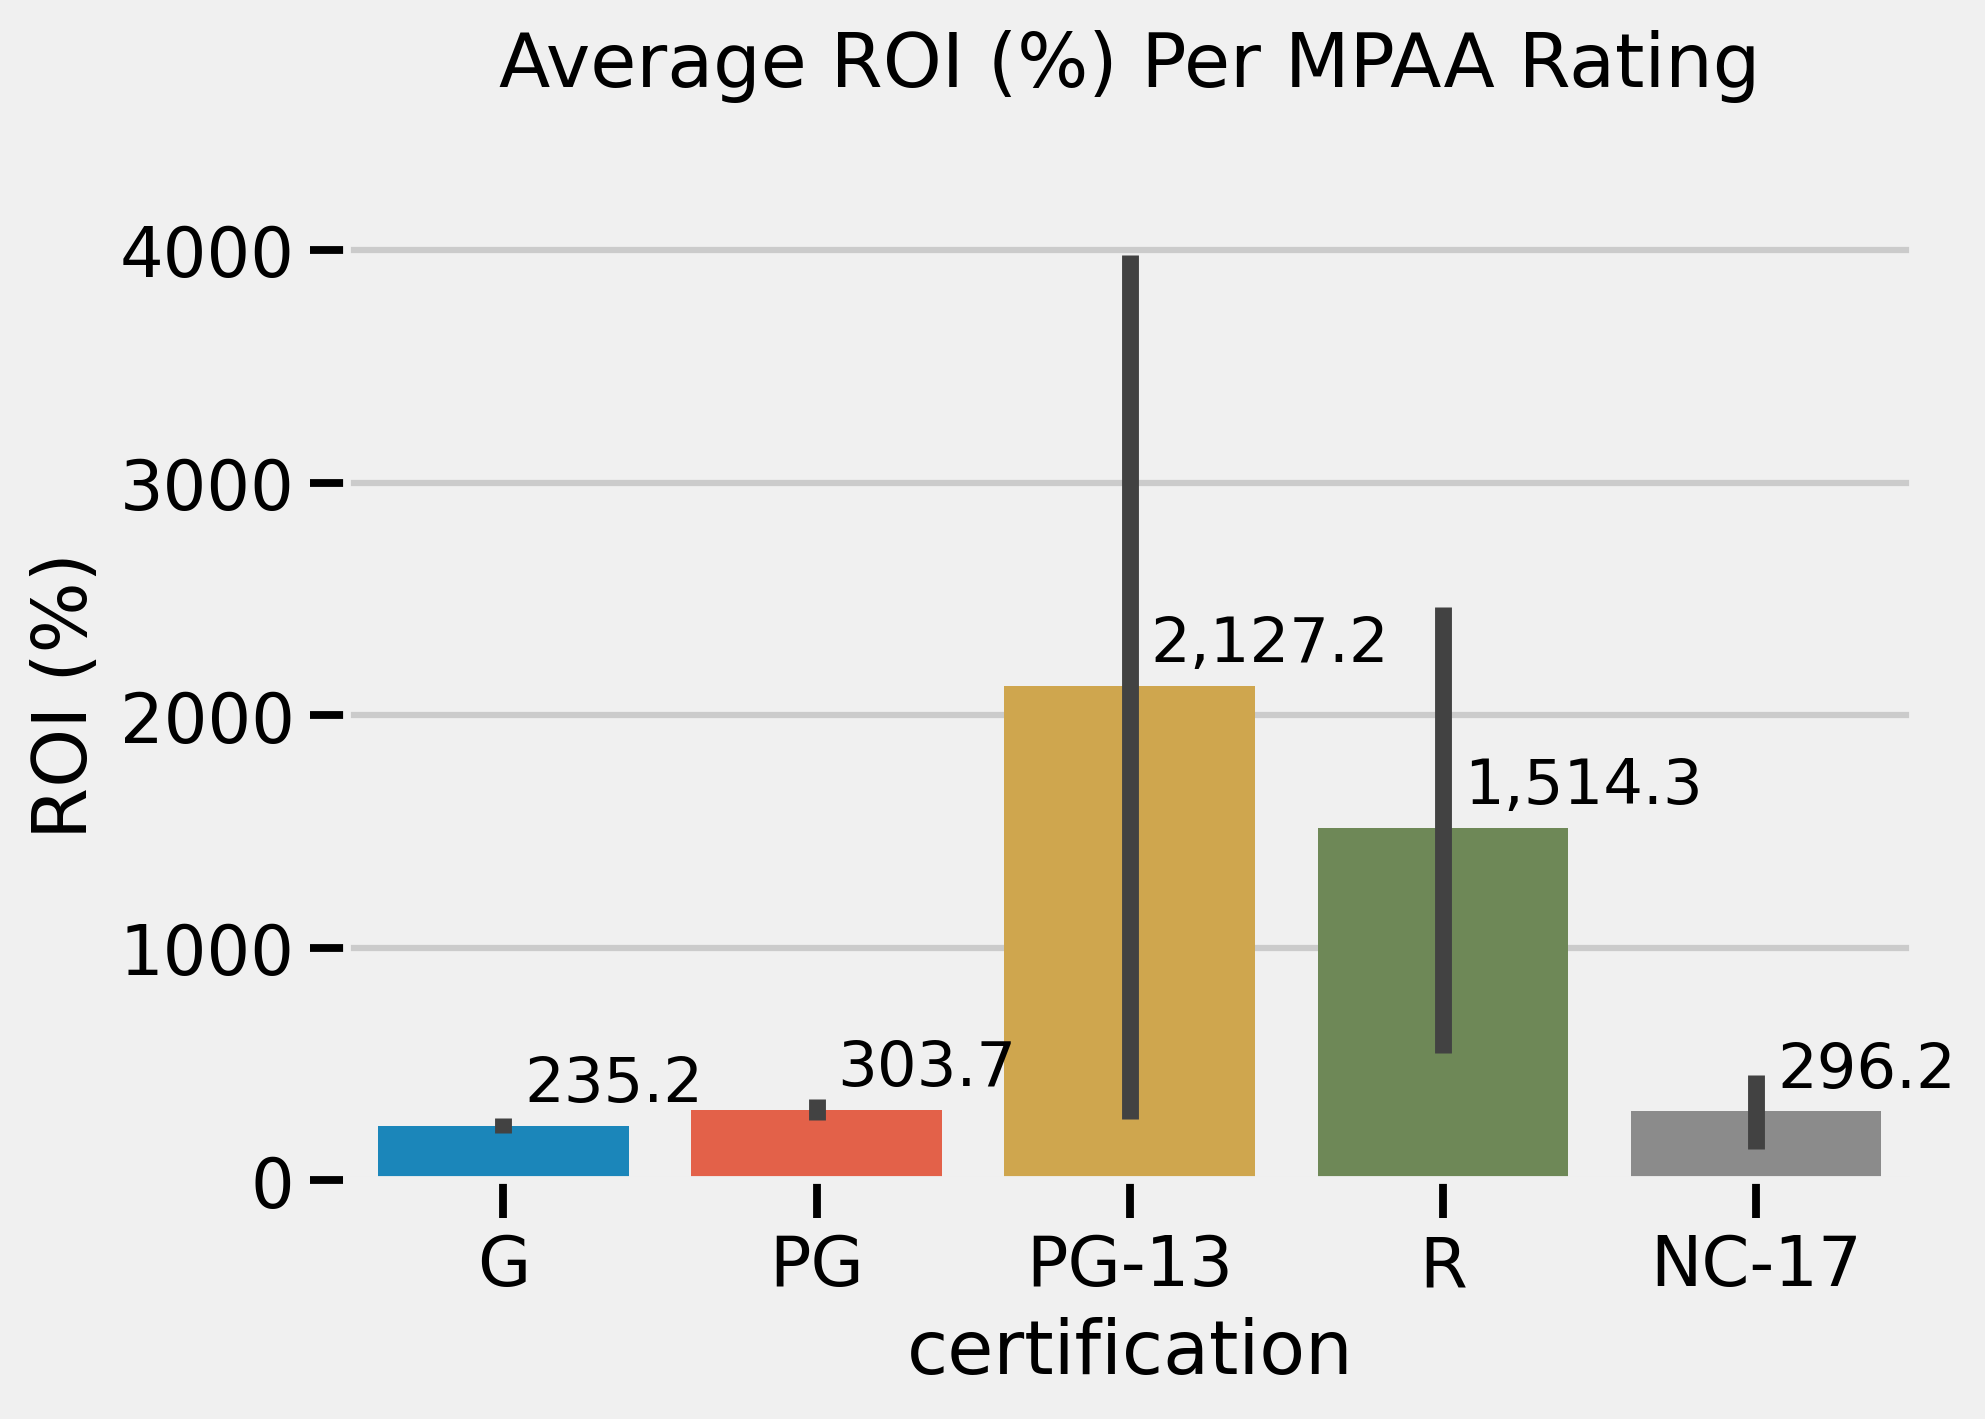 Average ROI (%) Per MPAA Rating
ROI (%)
4000
3000
2000
1000
0
2,127.2
1,514.3
235.2
303.7
296.2
G
PG
PG-13
R
NC-17
certification